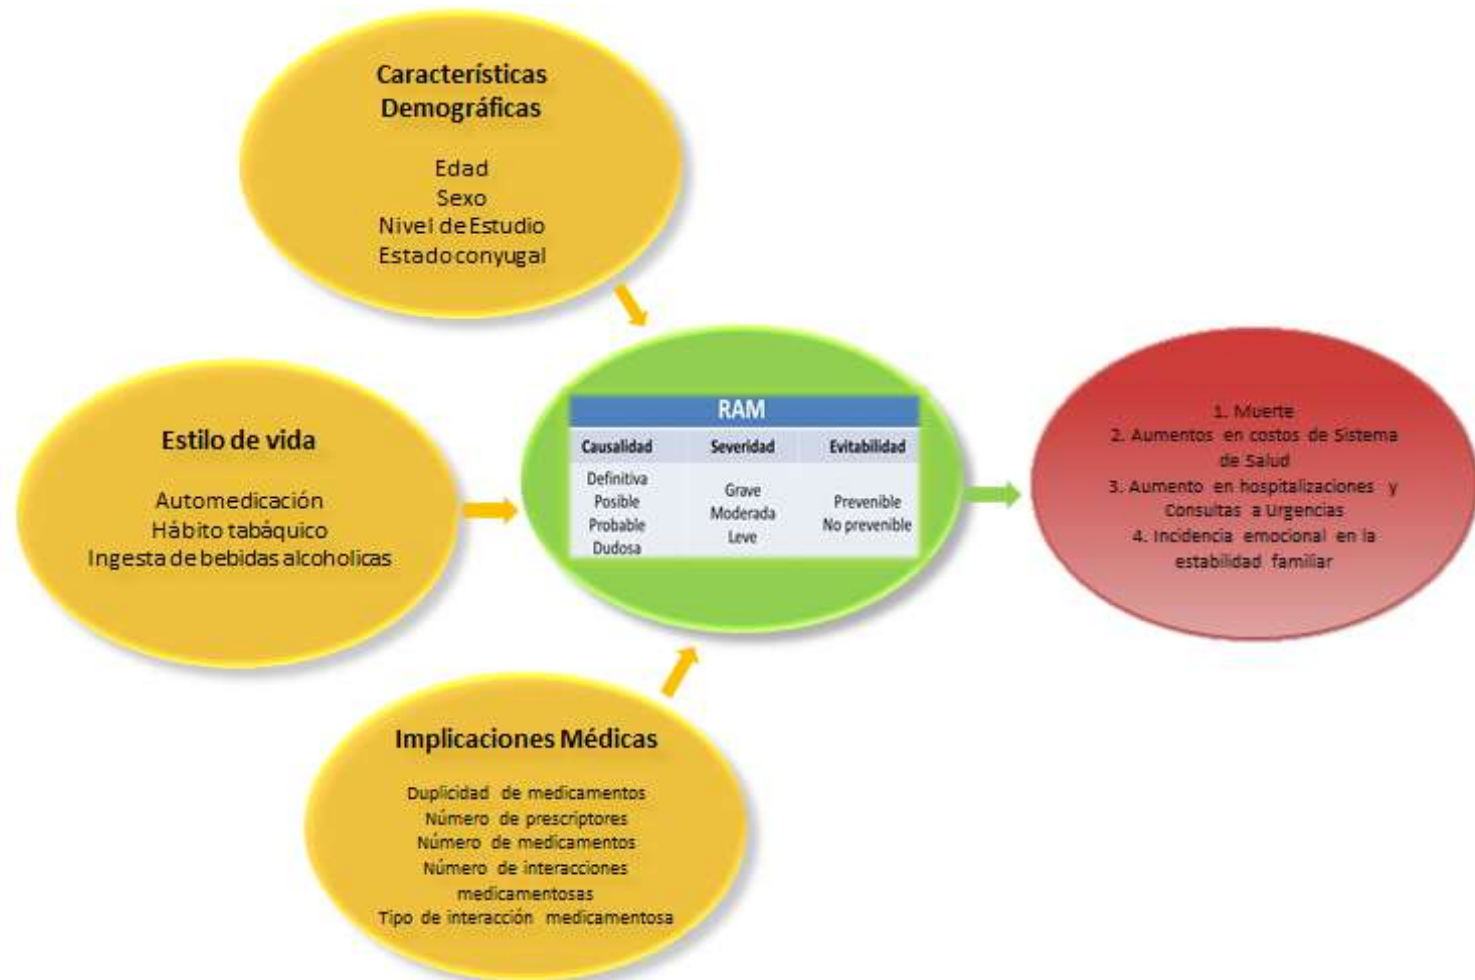 Característísticas
Demográficas
Edad
Sexo
Nivel de Estudio
Estado conyugal
Estilo de vida
Automedicación
Hábito tabáquico
Ingesta de bebidas alcoholicas
RAM
Causalidad Severidad Evitabilidad
Definitiva
Posible
Probable
Dudosa
Grave
Moderada
Leve
Prevenible
No prevenible
1. Muerte
2. Aumentos en costos de Sistema
de Salud
3. Aumento en hospitalizaciones y
Consultas a Urgencias
4. Incidencia emocional en la
estabilidad familiar
Implicaciones Médicas
Duplicidad de medicamentos
Número de prescriptores
Número de medicamentos
Número de interacciones
medicamentosas
Tipo de interacción medicamentosa